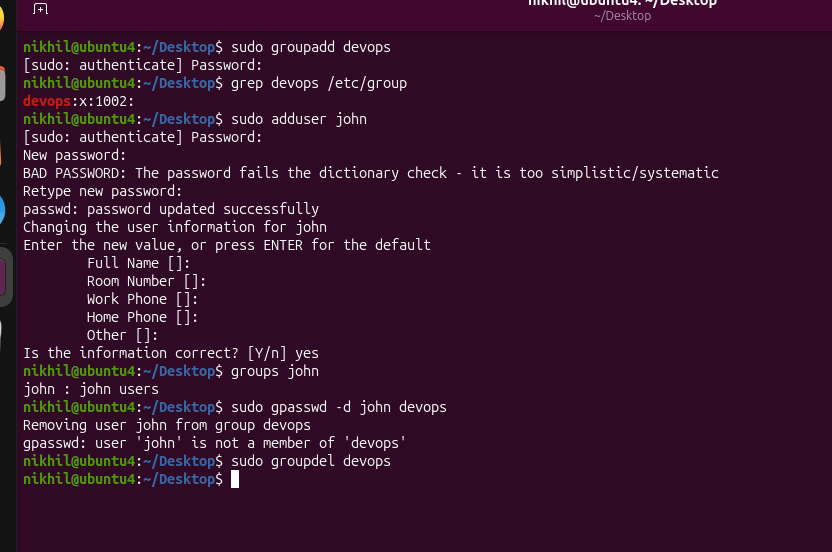 nikhil@ubuntu4: ~/Desktop
~/Desktop
nikhil@ubuntu4:~/Desktop$ sudo groupadd devops
[sudo: authenticate] Password:
nikhil@ubuntu4:~/Desktop$ grep devops /etc/group
devops:x:1002:
nikhil@ubuntu4:~/Desktop$ sudo adduser john
[sudo: authenticate] Password:
New password:
BAD PASSWORD: The password fails the dictionary check - it is too simplistic/systematic
Retype new password:
passwd: password updated successfully
Changing the user information for john
Enter the new value, or press ENTER for the default
        Full Name []:
        Room Number []:
        Work Phone []:
        Home Phone []:
        Other []:
Is the information correct? [Y/n] yes
nikhil@ubuntu4:~/Desktop$ groups john
john : john users
nikhil@ubuntu4:~/Desktop$ sudo gpasswd -d john devops
Removing user john from group devops
gpasswd: user 'john' is not a member of 'devops'
nikhil@ubuntu4:~/Desktop$ sudo groupdel devops
nikhil@ubuntu4:~/Desktop$